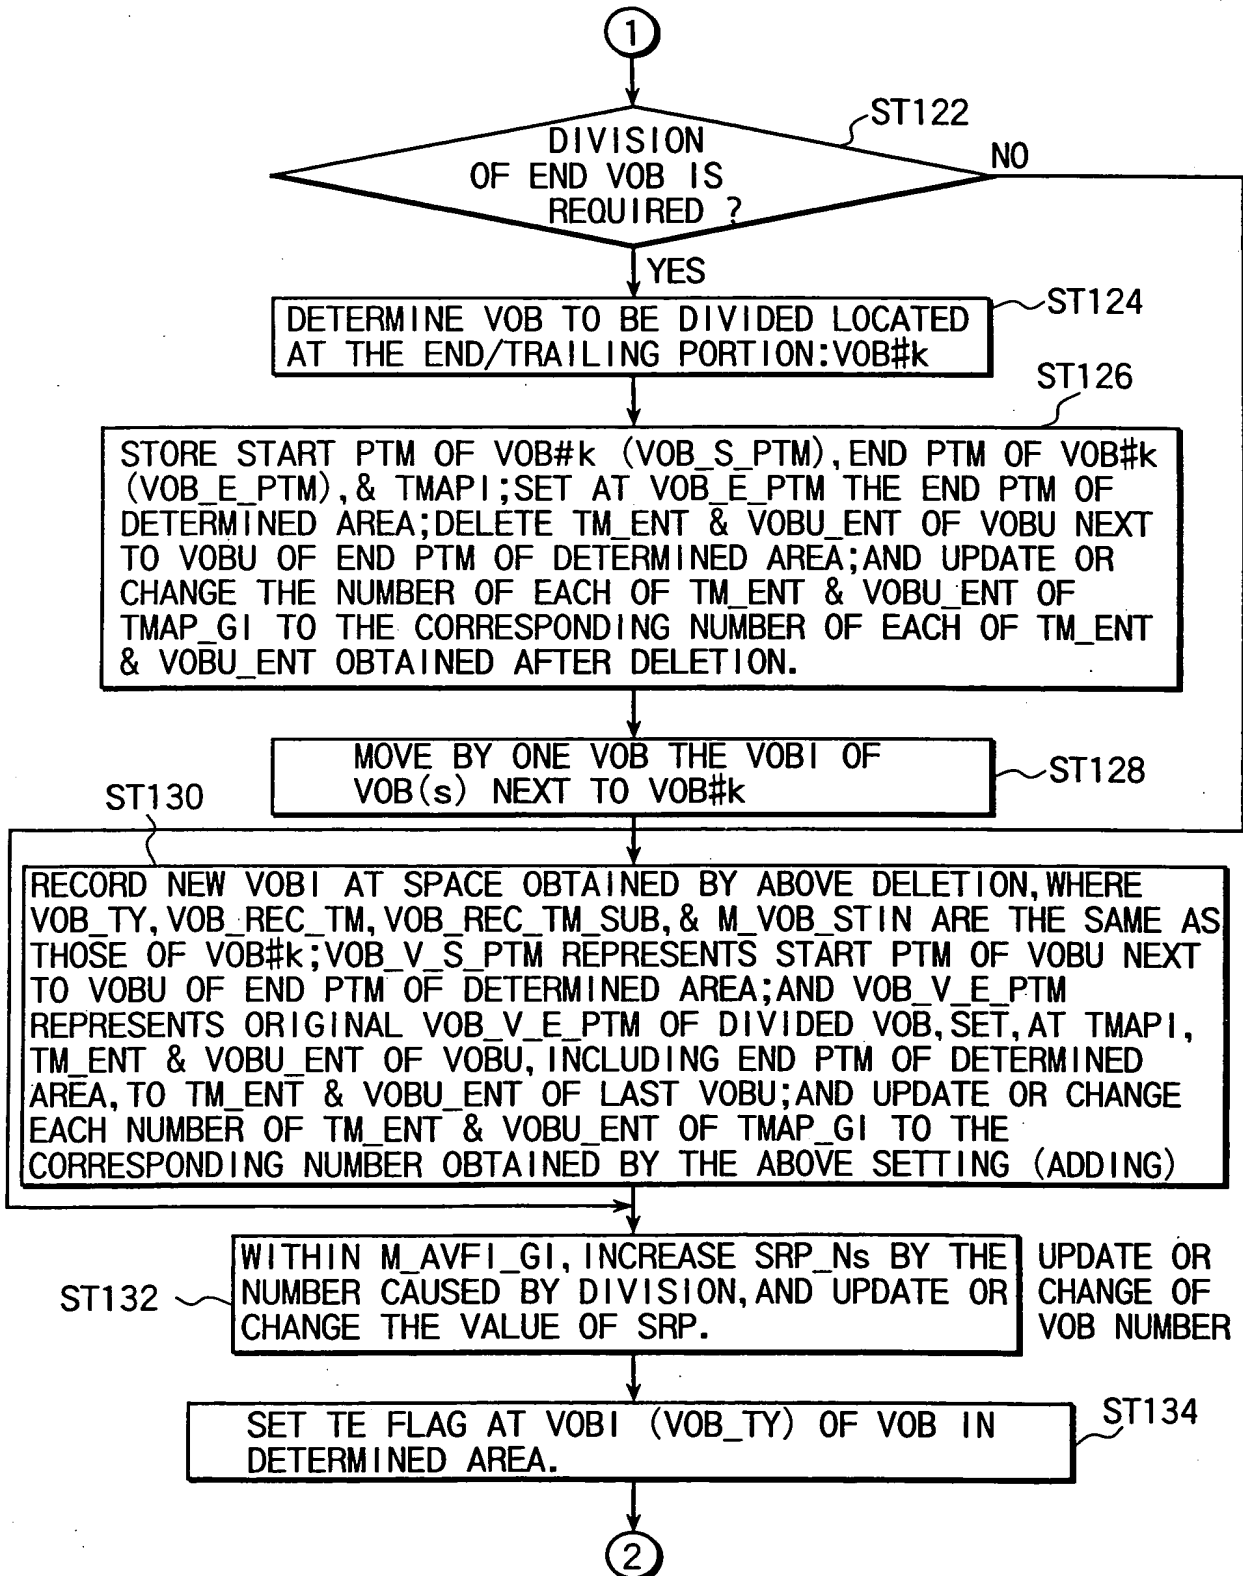 1
ST122
DIVISION
OF END VOB IS
REQUIRED ?
NO
YES
ST124
DETERMINE VOB TO BE DIVIDED LOCATED
AT THE END/TRAILING PORTION:VOB#k
ST126
STORE START PTM OF VOB#k (VOB_S_PTM),END PTM OF VOB#k
(VOB_E_PTM),& TMAPI;SET AT VOB_E_PTM THE END PTM OF
DETERMINED AREA;DELETE TM_ENT & VOBU_ENT OF VOBU NEXT
TO VOBU OF END PTM OF DETERMINED AREA;AND UPDATE OR
CHANGE THE NUMBER OF EACH OF TM_ENT & VOBU_ENT OF
TMAP_GI TO THE CORRESPONDING NUMBER OF EACH OF TM_ENT
& VOBU_ENT OBTAINED AFTER DELETION.
MOVE BY ONE VOB THE VOBI OF
VOB(s) NEXT TO VOB#k
ST128
ST130
RECORD NEW VOBI AT SPACE OBTAINED BY ABOVE DELETION,WHERE
VOB_TY,VOB_REC_TM,VOB_REC_TM_SUB,& M_VOB_STIN ARE THE SAME AS
THOSE OF VOB#k;VOB_V_S_PTM REPRESENTS START PTM OF VOBU NEXT
TO VOBU OF END PTM OF DETERMINED AREA;AND VOB_V_E_PTM
REPRESENTS ORIGINAL VOB_V_E_PTM OF DIVIDED VOB,SET,AT TMAPI,
TM_ENT & VOBU_ENT OF VOBU,INCLUDING END PTM OF DETERMINED
AREA,TO TM_ENT & VOBU_ENT OF LAST VOBU;AND UPDATE OR CHANGE
EACH NUMBER OF TM_ENT & VOBU_ENT OF TMAP_GI TO THE
CORRESPONDING NUMBER OBTAINED BY THE ABOVE SETTING (ADDING)
WITHIN M_AVFI_GI,INCREASE SRP_Ns BY THE
NUMBER CAUSED BY DIVISION,AND UPDATE OR
CHANGE THE VALUE OF SRP.
ST132
UPDATE OR
CHANGE OF
VOB NUMBER
SET TE FLAG AT VOBI (VOB_TY) OF VOB IN
DETERMINED AREA.
ST134
2